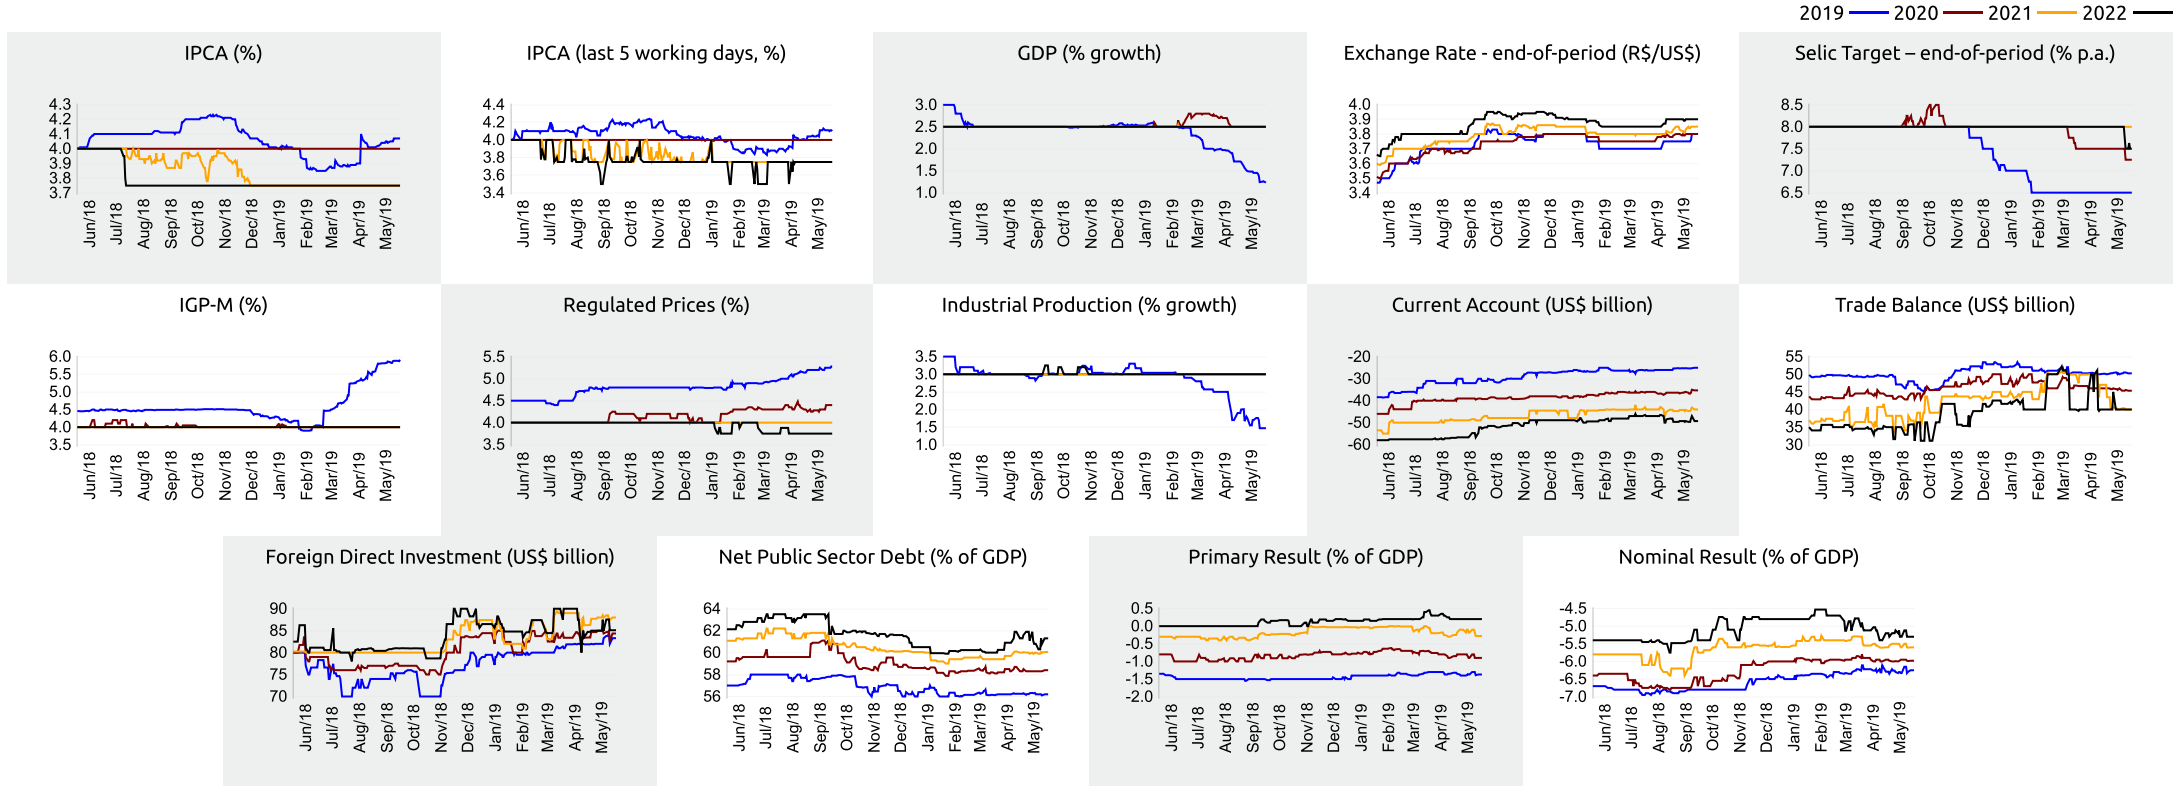 2019 2020 2021 2022
IPCA (%)
4.3
4.2
4.1
4.0
3.9
3.8
3.7
Jun/18 Jul/18 Aug/18 Sep/18 Oct/18 Nov/18 Dec/18 Jan/19 Feb/19 Mar/19 Apr/19 May/19
IPCA (last 5 working days, %)
4.4
4.2
4.0
3.8
3.6
3.4
Jun/18 Jul/18 Aug/18 Sep/18 Oct/18 Nov/18 Dec/18 Jan/19 Feb/19 Mar/19 Apr/19 May/19
GDP (% growth)
3.0
2.5
2.0
1.5
1.0
Jun/18 Jul/18 Aug/18 Sep/18 Oct/18 Nov/18 Dec/18 Jan/19 Feb/19 Mar/19 Apr/19 May/19
Exchange Rate - end-of-period (R$/US$)
4.0
3.9
3.8
3.7
3.6
3.5
3.4
Jun/18 Jul/18 Aug/18 Sep/18 Oct/18 Nov/18 Dec/18 Jan/19 Feb/19 Mar/19 Apr/19 May/19
Selic Target – end-of-period (% p.a.)
8.5
8.0
7.5
7.0
6.5
Jun/18 Jul/18 Aug/18 Sep/18 Oct/18 Nov/18 Dec/18 Jan/19 Feb/19 Mar/19 Apr/19 May/19
IGP-M (%)
6.0
5.5
5.0
4.5
4.0
3.5
Jun/18 Jul/18 Aug/18 Sep/18 Oct/18 Nov/18 Dec/18 Jan/19 Feb/19 Mar/19 Apr/19 May/19
Regulated Prices (%)
5.5
5.0
4.5
4.0
3.5
Jun/18 Jul/18 Aug/18 Sep/18 Oct/18 Nov/18 Dec/18 Jan/19 Feb/19 Mar/19 Apr/19 May/19
Industrial Production (% growth)
3.5
3.0
2.5
2.0
1.5
1.0
Jun/18 Jul/18 Aug/18 Sep/18 Oct/18 Nov/18 Dec/18 Jan/19 Feb/19 Mar/19 Apr/19 May/19
Current Account (US$ billion)
-20
-30
-40
-50
-60
Jun/18 Jul/18 Aug/18 Sep/18 Oct/18 Nov/18 Dec/18 Jan/19 Feb/19 Mar/19 Apr/19 May/19
Trade Balance (US$ billion)
55
50
45
40
35
30
Jun/18 Jul/18 Aug/18 Sep/18 Oct/18 Nov/18 Dec/18 Jan/19 Feb/19 Mar/19 Apr/19 May/19
Foreign Direct Investment (US$ billion)
90
85
80
75
70
Jun/18 Jul/18 Aug/18 Sep/18 Oct/18 Nov/18 Dec/18 Jan/19 Feb/19 Mar/19 Apr/19 May/19
Net Public Sector Debt (% of GDP)
64
62
60
58
56
Jun/18 Jul/18 Aug/18 Sep/18 Oct/18 Nov/18 Dec/18 Jan/19 Feb/19 Mar/19 Apr/19 May/19
Primary Result (% of GDP)
0.5
0.0
-0.5
-1.0
-1.5
-2.0
Jun/18 Jul/18 Aug/18 Sep/18 Oct/18 Nov/18 Dec/18 Jan/19 Feb/19 Mar/19 Apr/19 May/19
Nominal Result (% of GDP)
-4.5
-5.0
-5.5
-6.0
-6.5
-7.0
Jun/18 Jul/18 Aug/18 Sep/18 Oct/18 Nov/18 Dec/18 Jan/19 Feb/19 Mar/19 Apr/19 May/19